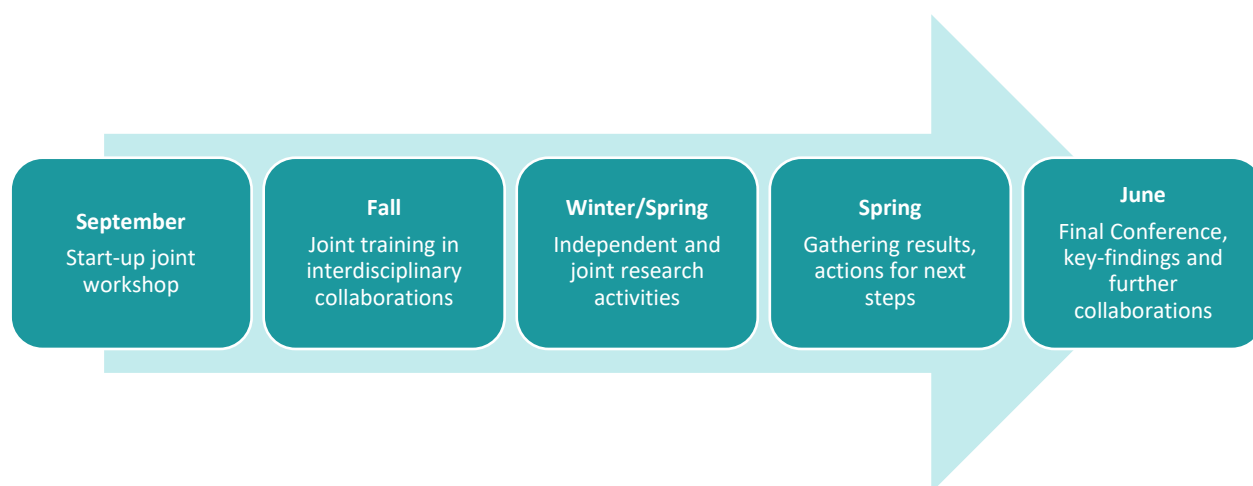 September
Start-up joint
workshop
Fall
Joint training in
interdisciplinary
collaborations
Winter/Spring
Independent and
joint research
activities
Spring
Gathering results,
actions for next
steps
June
Final Conference,
key-findings and
further
collaborations